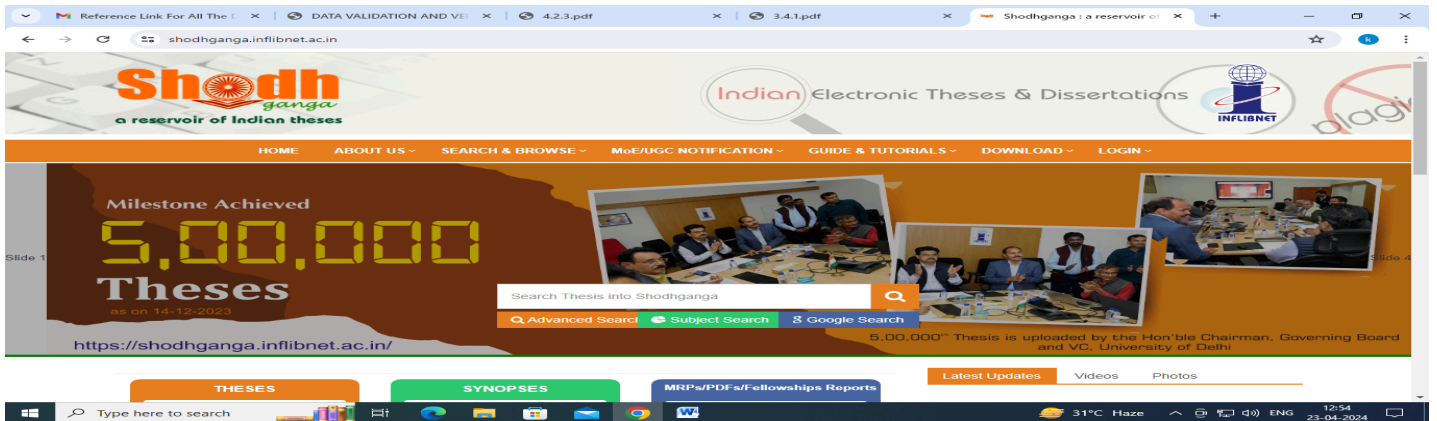 Reference Link For All The D
DATA VALIDATION AND VE
4.2.3.pdf
3.4.1.pdf
Shodhganga : a reservoir of
shodhganga.inflibnet.ac.in
k
Shodh
ganga
a reservoir of Indian theses
Indian Electronic Theses & Dissertations
INFLIBNET
plagi
HOME ABOUT US SEARCH & BROWSE MoE/UGC NOTIFICATION GUIDE & TUTORIALS DOWNLOAD LOGIN
Milestone Achieved
5,00,000
Slide 1
Slide 4
Theses
as on 14-12-2023
Search Thesis into Shodhganga
Advanced Search Subject Search Google Search
https://shodhganga.inflibnet.ac.in/
5,00,000th Thesis is uploaded by the Hon'ble Chairman, Governing Board
and VC, University of Delhi
THESES
SYNOPSES
MRPs/PDFs/Fellowships Reports
Latest Updates Videos Photos
Type here to search
31°C Haze
ENG
12:54
23-04-2024